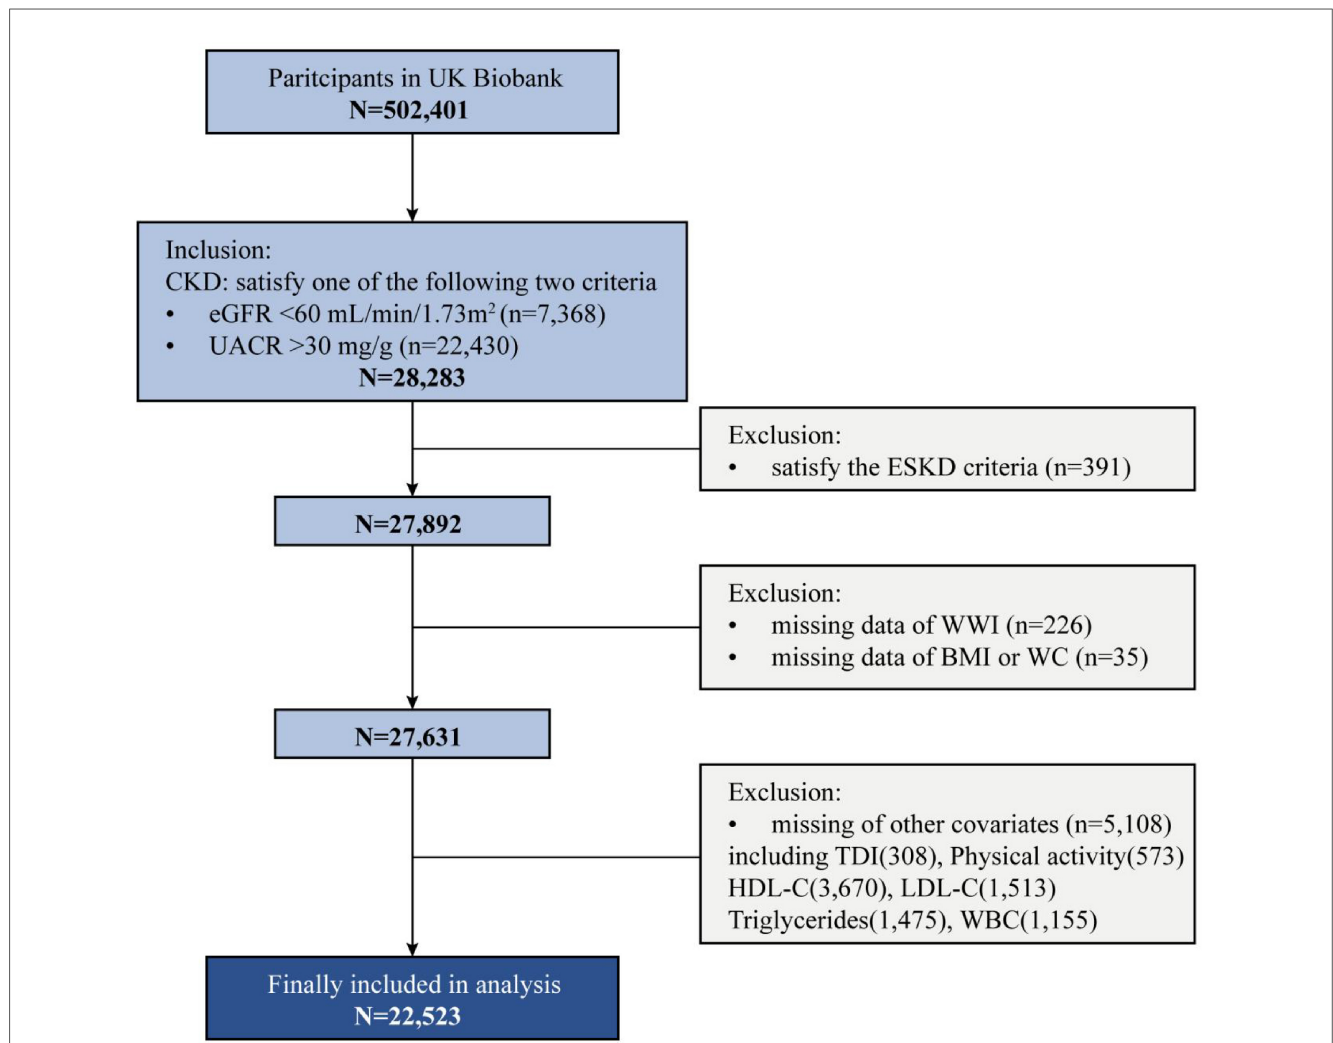 Paritcipants in UK Biobank
N=502,401
Inclusion:
CKD: satisfy one of the following two criteria
• eGFR <60 mL/min/1.73m² (n=7,368)
• UACR >30 mg/g (n=22,430)
N=28,283
Exclusion:
• satisfy the ESKD criteria (n=391)
N=27,892
Exclusion:
• missing data of WWI (n=226)
• missing data of BMI or WC (n=35)
N=27,631
Exclusion:
• missing of other covariates (n=5,108)
including TDI(308), Physical activity(573)
HDL-C(3,670), LDL-C(1,513)
Triglycerides(1,475), WBC(1,155)
Finally included in analysis
N=22,523